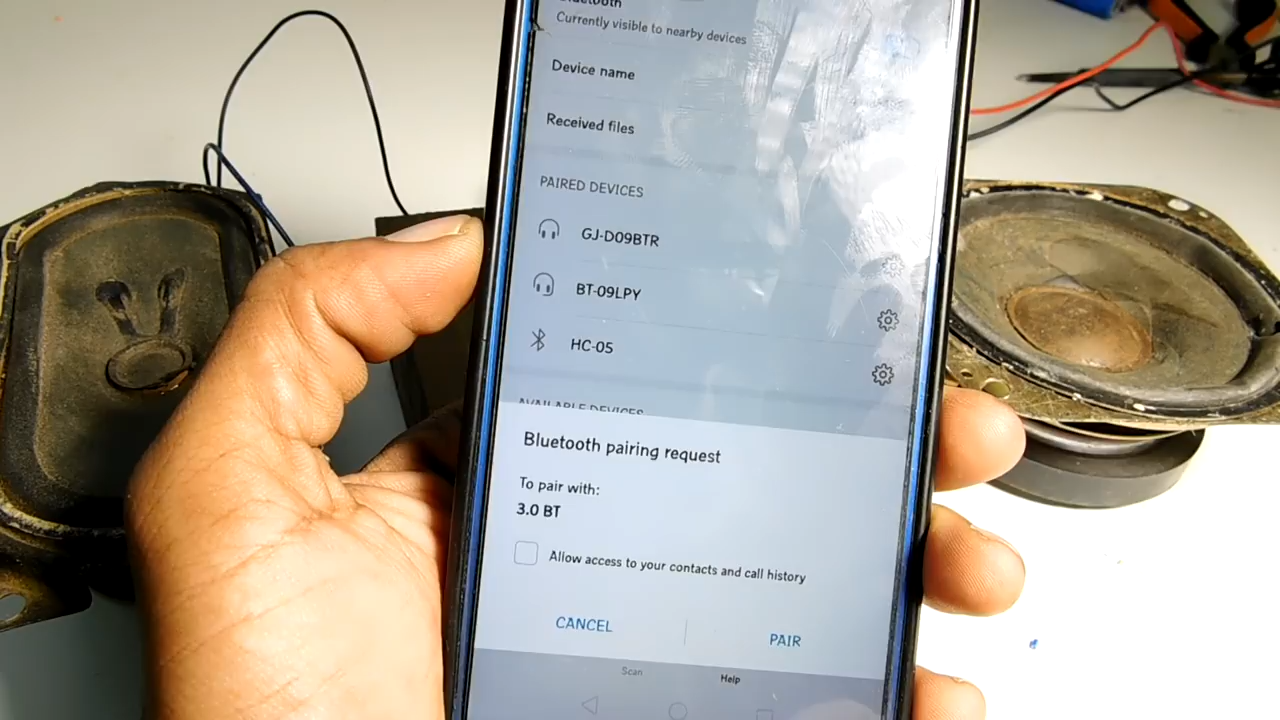 Bluetooth
Currently visible to nearby devices
Device name
Received files
PAIRED DEVICES
GJ-D09BTR
BT-09LPY
HC-05
AVAILABLE DEVICES
Bluetooth pairing request
To pair with:
3.0 BT
Allow access to your contacts and call history
CANCEL
PAIR
Scan
Help